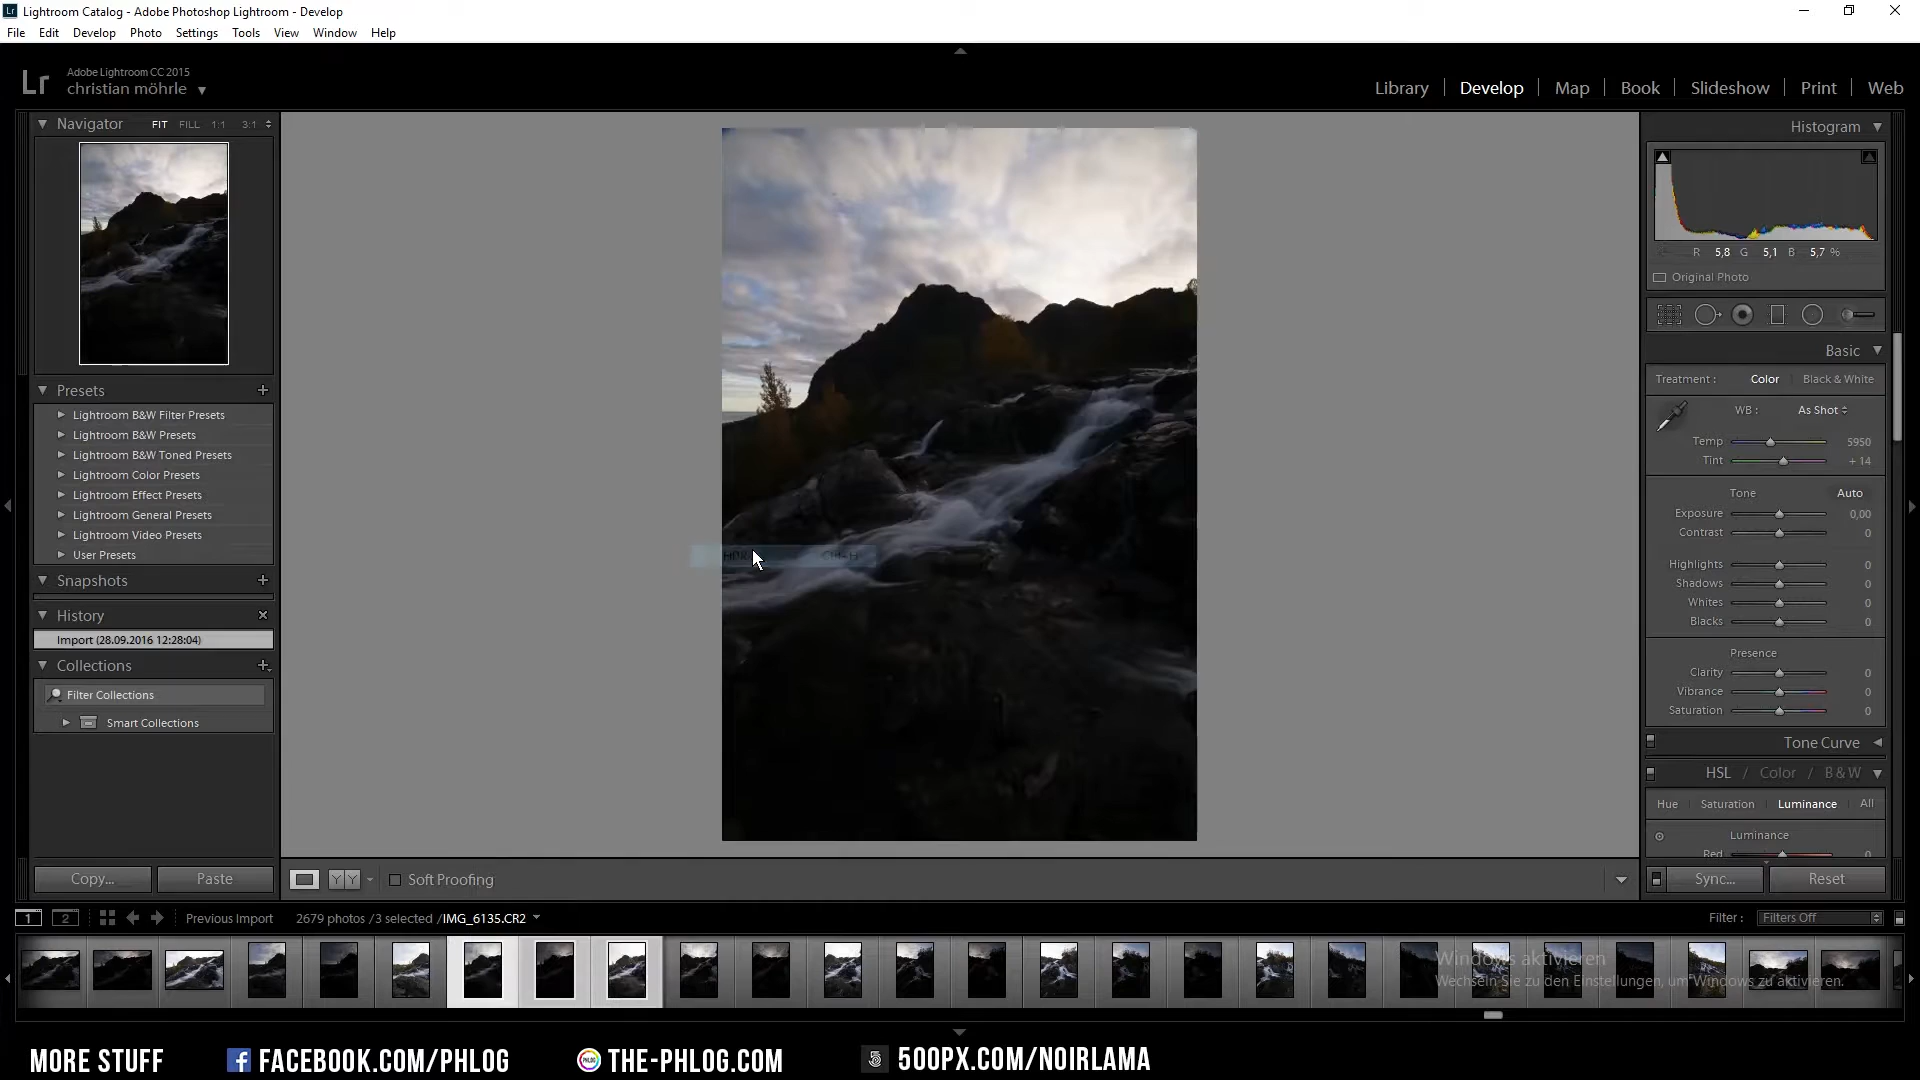 Lightroom Catalog - Adobe Photoshop Lightroom - Develop
File Edit Develop Photo Settings Tools View Window Help
Lr Adobe Lightroom CC 2015
christian möhrle
Library Develop Map Book Slideshow Print Web
Navigator FIT FILL 1:1 3:1
Presets
Lightroom B&W Filter Presets
Lightroom B&W Presets
Lightroom B&W Toned Presets
Lightroom Color Presets
Lightroom Effect Presets
Lightroom General Presets
Lightroom Video Presets
User Presets
Snapshots
History
Import (28.09.2016 12:28:04)
Collections
Filter Collections
Smart Collections
Copy... Paste
HDR Ctrl+H
Histogram
R 5,8 G 5,1 B 5,7 %
Original Photo
Basic
Treatment : Color Black & White
WB : As Shot
Temp 5950
Tint + 14
Tone Auto
Exposure 0,00
Contrast 0
Highlights 0
Shadows 0
Whites 0
Blacks 0
Presence
Clarity 0
Vibrance 0
Saturation 0
Tone Curve
HSL / Color / B & W
Hue Saturation Luminance All
Luminance
Red 0
Sync... Reset
YY Soft Proofing
1 2 Previous Import 2679 photos /3 selected /IMG_6135.CR2
Filter : Filters Off
Windows aktivieren
Wechseln Sie zu den Einstellungen, um Windows zu aktivieren.
MORE STUFF FACEBOOK.COM/PHLOG THE-PHLOG.COM 500PX.COM/NOIRLAMA